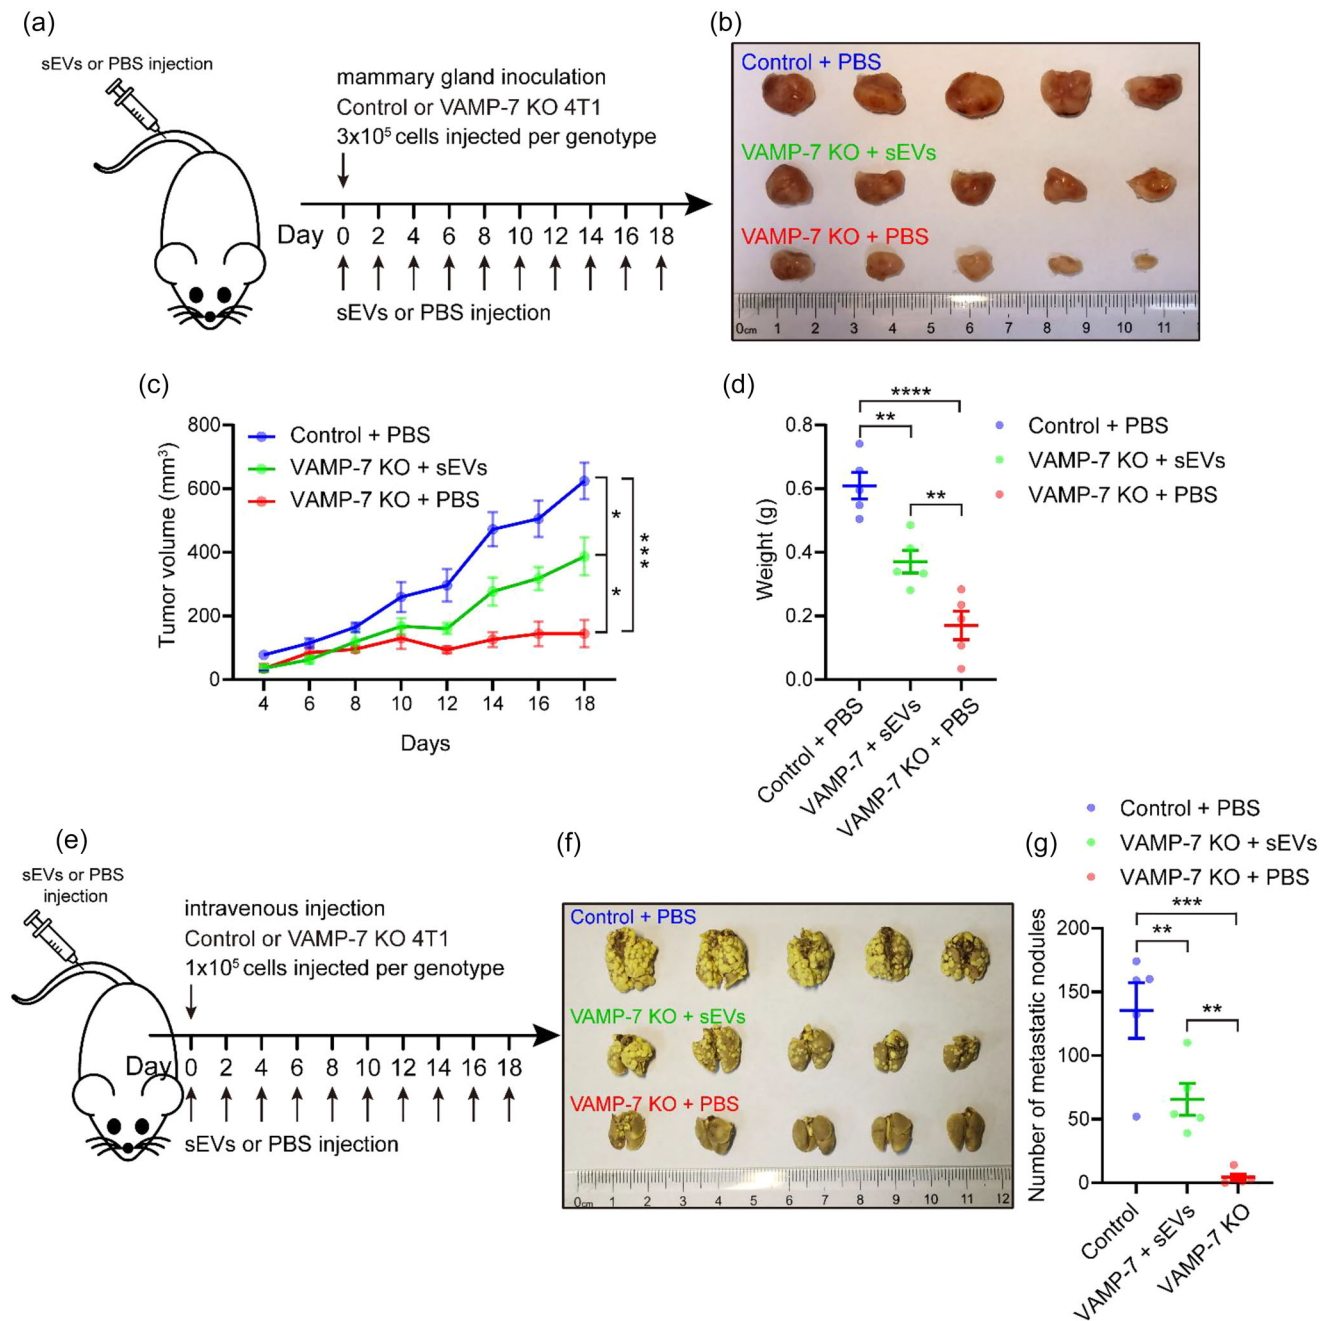 (a)
sEVs or PBS injection
mammary gland inoculation
Control or VAMP-7 KO 4T1
3x10⁵ cells injected per genotype
Day 0 2 4 6 8 10 12 14 16 18
sEVs or PBS injection
(b)
Control + PBS
VAMP-7 KO + sEVs
VAMP-7 KO + PBS
0cm 1 2 3 4 5 6 7 8 9 10 11
(c)
Control + PBS
VAMP-7 KO + sEVs
VAMP-7 KO + PBS
Tumor volume (mm³)
800
600
400
200
0
*
*
***
4 6 8 10 12 14 16 18
Days
(d)
****
**
**
Control + PBS
VAMP-7 KO + sEVs
VAMP-7 KO + PBS
Weight (g)
0.8
0.6
0.4
0.2
0.0
Control + PBS
VAMP-7 + sEVs
VAMP-7 KO + PBS
(e)
sEVs or PBS
injection
intravenous injection
Control or VAMP-7 KO 4T1
1x10⁵ cells injected per genotype
Day 0 2 4 6 8 10 12 14 16 18
sEVs or PBS injection
(f)
Control + PBS
VAMP-7 KO + sEVs
VAMP-7 KO + PBS
0cm 1 2 3 4 5 6 7 8 9 10 11 12
(g)
Control + PBS
VAMP-7 KO + sEVs
VAMP-7 KO + PBS
***
**
**
Number of metastatic nodules
200
150
100
50
0
Control
VAMP-7 + sEVs
VAMP-7 KO